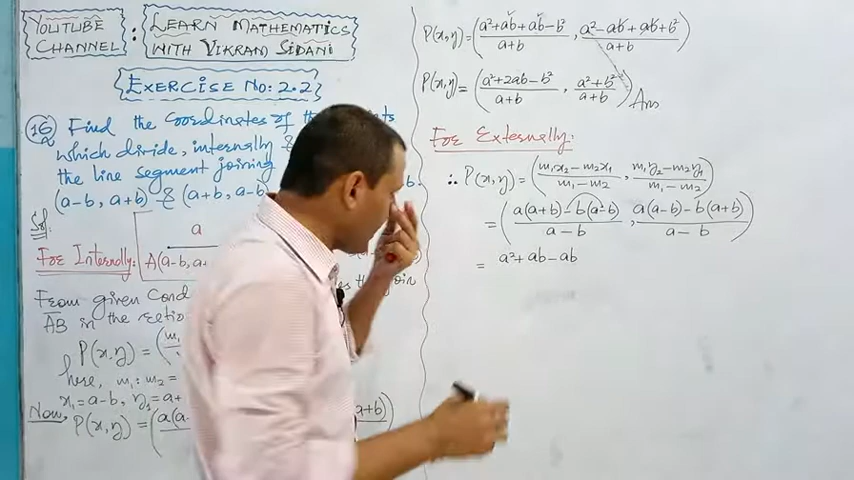 YOUTUBE CHANNEL : LEARN MATHEMATICS WITH VIKRAM SIDANI
EXERCISE NO: 2.2
16 Find the coordinates of the
which divide, internally &
the line segment joining
(a-b, a+b) & (a+b, a-b
Sol:
For Internally:
a
A(a-b, a+
From given Cond
AB in the ratio
join
P(x,y) = (m₁
here, m₁:m₂ =
x₁ = a-b, y₁ = a+
Now, P(x,y) = (a(a-
a+b)
P(x,y) = ((a²+ab+ab-b²)/(a+b), (a²-ab+ab+b²)/(a+b))
P(x,y) = ((a²+2ab-b²)/(a+b), (a²+b²)/(a+b)) Ans
For Externally:
∴ P(x,y) = ((m₁x₂-m₂x₁)/(m₁-m₂), (m₁y₂-m₂y₁)/(m₁-m₂))
= ((a(a+b)-b(a-b))/(a-b), (a(a-b)-b(a+b))/(a-b))
= a²+ab-ab